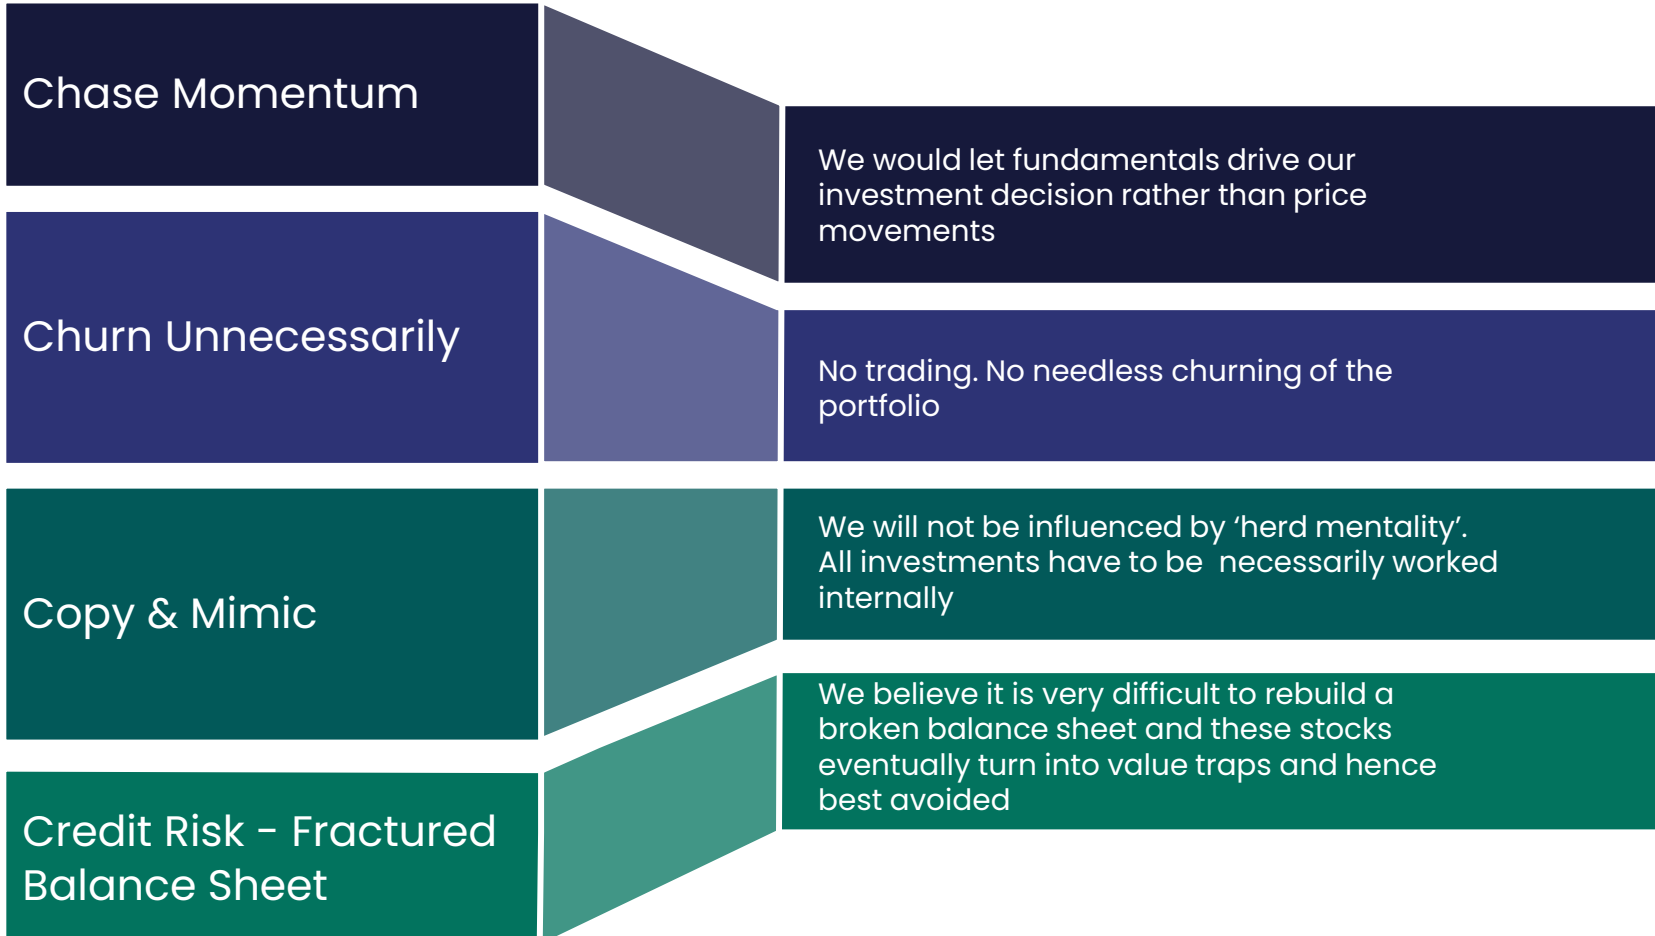 Chase Momentum
We would let fundamentals drive our
investment decision rather than price
movements
Churn Unnecessarily
No trading. No needless churning of the
portfolio
Copy & Mimic
We will not be influenced by ‘herd mentality’.
All investments have to be  necessarily worked
internally
Credit Risk - Fractured
Balance Sheet
We believe it is very difficult to rebuild a
broken balance sheet and these stocks
eventually turn into value traps and hence
best avoided